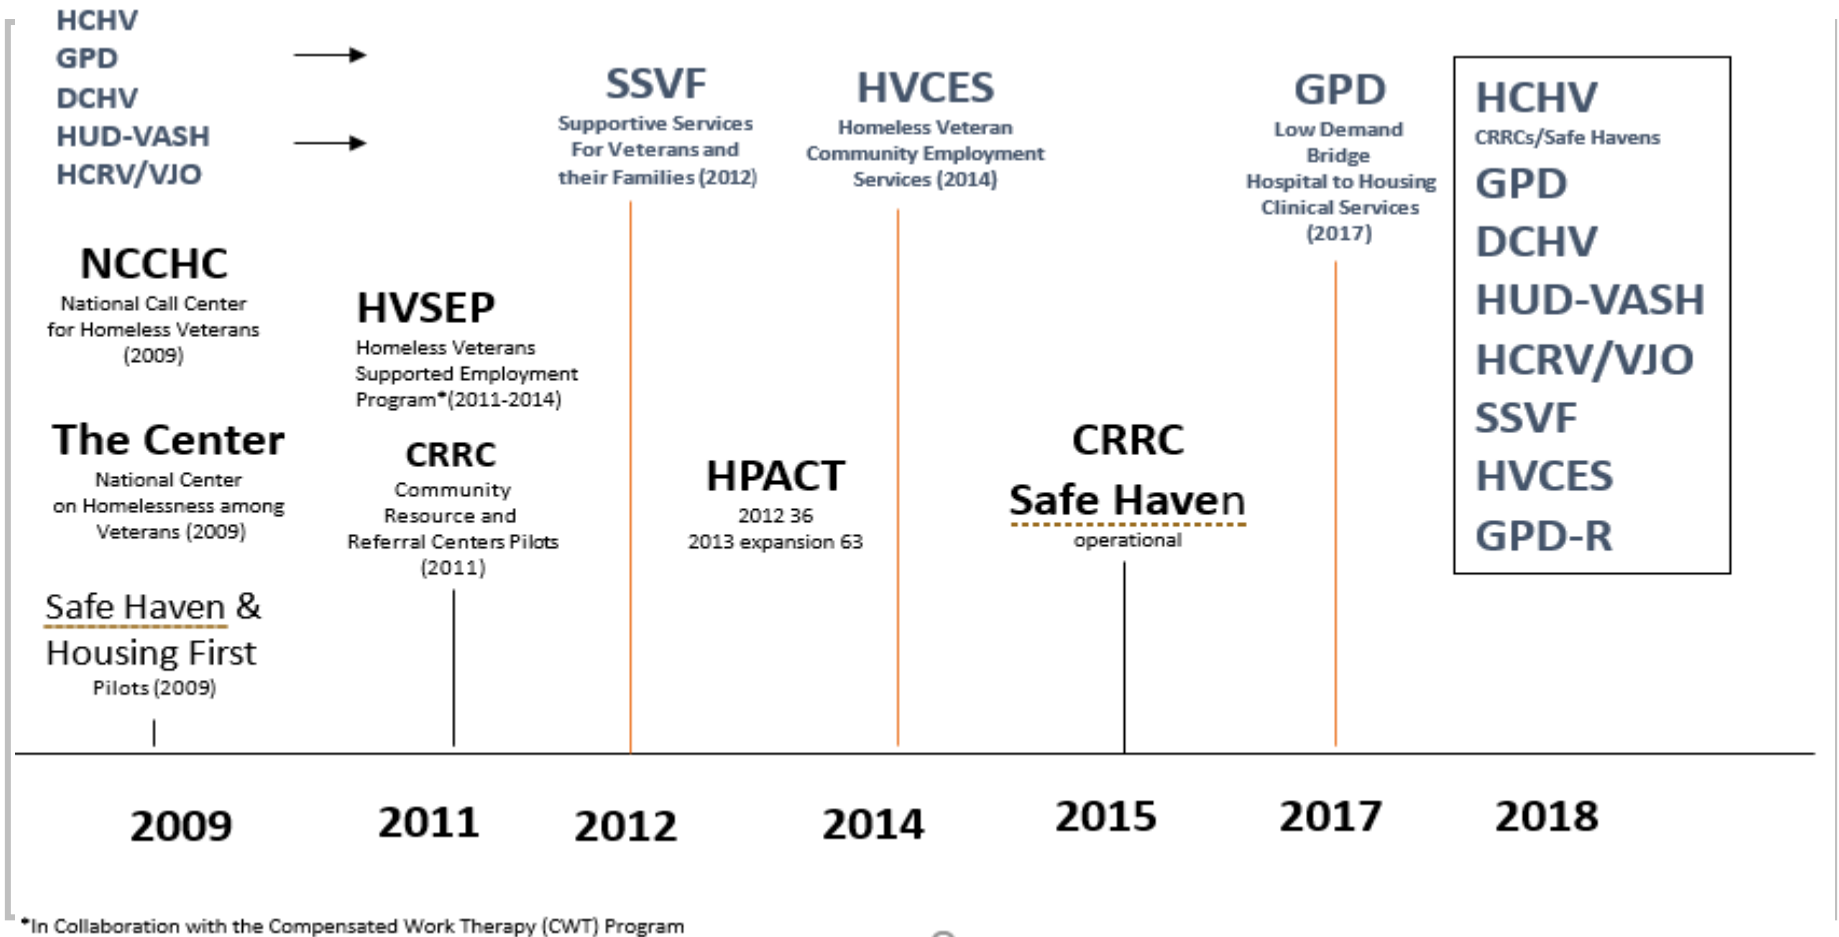 HCHV
GPD
DCHV
HUD-VASH
HCRV/VJO
NCCHC
National Call Center
for Homeless Veterans
(2009)
The Center
National Center
on Homelessness among
Veterans (2009)
Safe Haven &
Housing First
Pilots (2009)
HVSEP
Homeless Veterans
Supported Employment
Program*(2011-2014)
CRRC
Community
Resource and
Referral Centers Pilots
(2011)
SSVF
Supportive Services
For Veterans and
their Families (2012)
HPACT
2012 36
2013 expansion 63
HVCES
Homeless Veteran
Community Employment
Services (2014)
CRRC
Safe Haven
operational
GPD
Low Demand
Bridge
Hospital to Housing
Clinical Services
(2017)
HCHV
CRRCs/Safe Havens
GPD
DCHV
HUD-VASH
HCRV/VJO
SSVF
HVCES
GPD-R
2009
2011
2012
2014
2015
2017
2018
*In Collaboration with the Compensated Work Therapy (CWT) Program